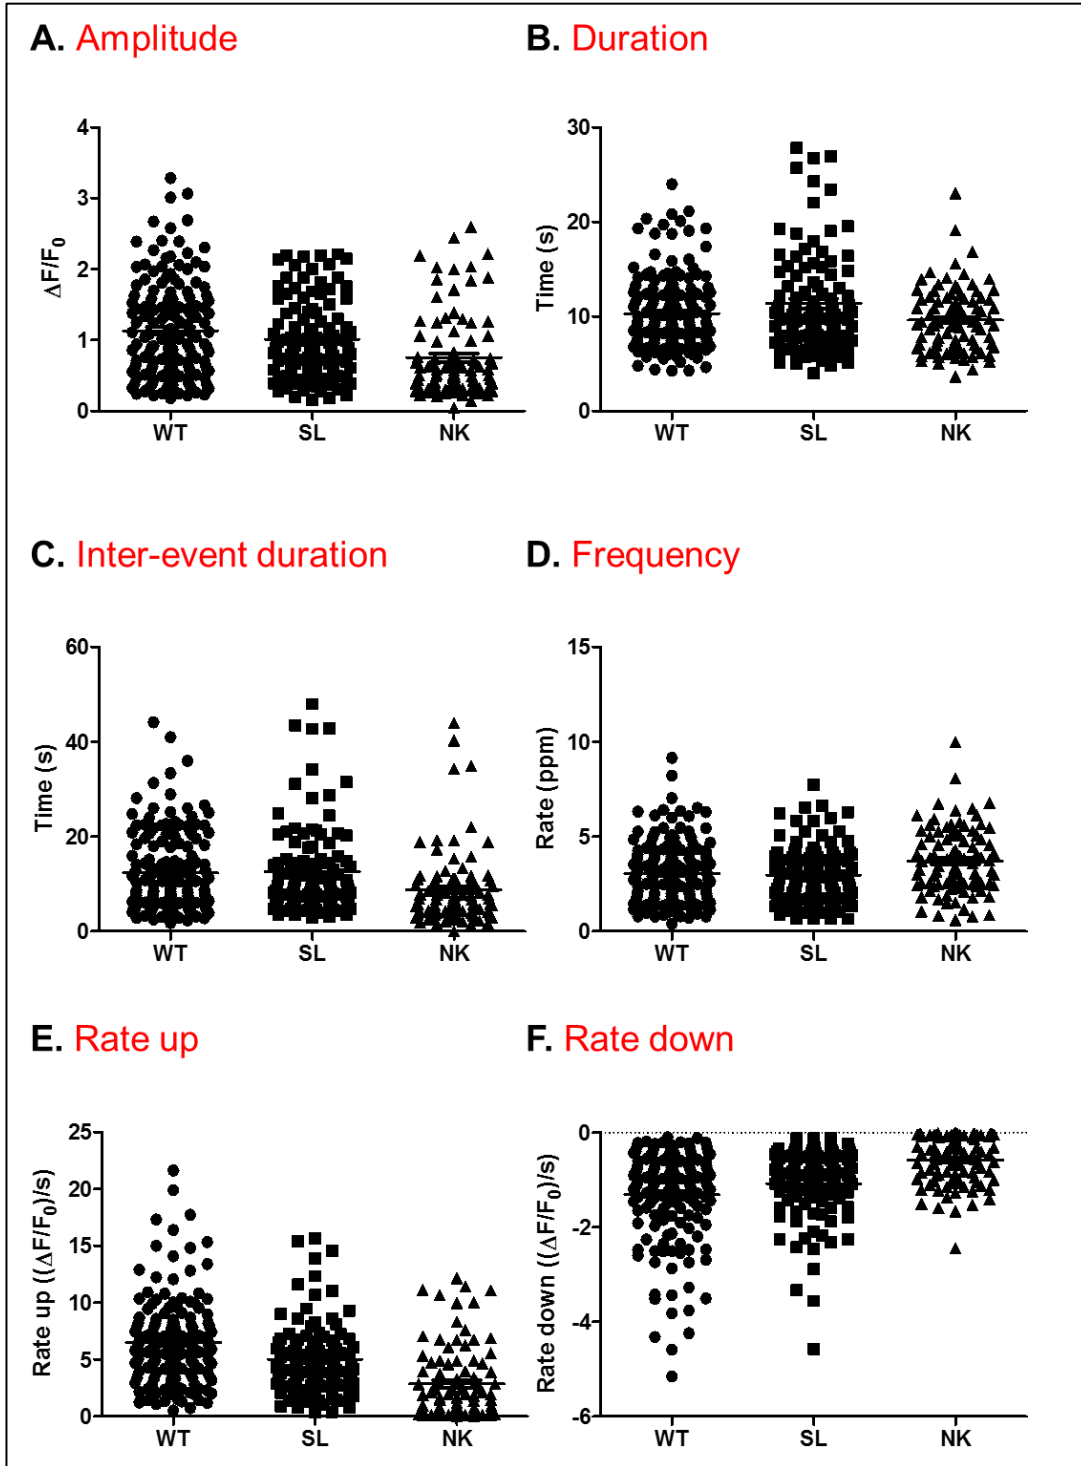 A. Amplitude
ΔF/F0
4
3
2
1
0
WT SL NK
B. Duration
Time (s)
30
20
10
0
WT SL NK
C. Inter-event duration
Time (s)
60
40
20
0
WT SL NK
D. Frequency
Rate (ppm)
15
10
5
0
WT SL NK
E. Rate up
Rate up ((ΔF/F0)/s)
25
20
15
10
5
0
WT SL NK
F. Rate down
Rate down ((ΔF/F0)/s)
0
-2
-4
-6
WT SL NK